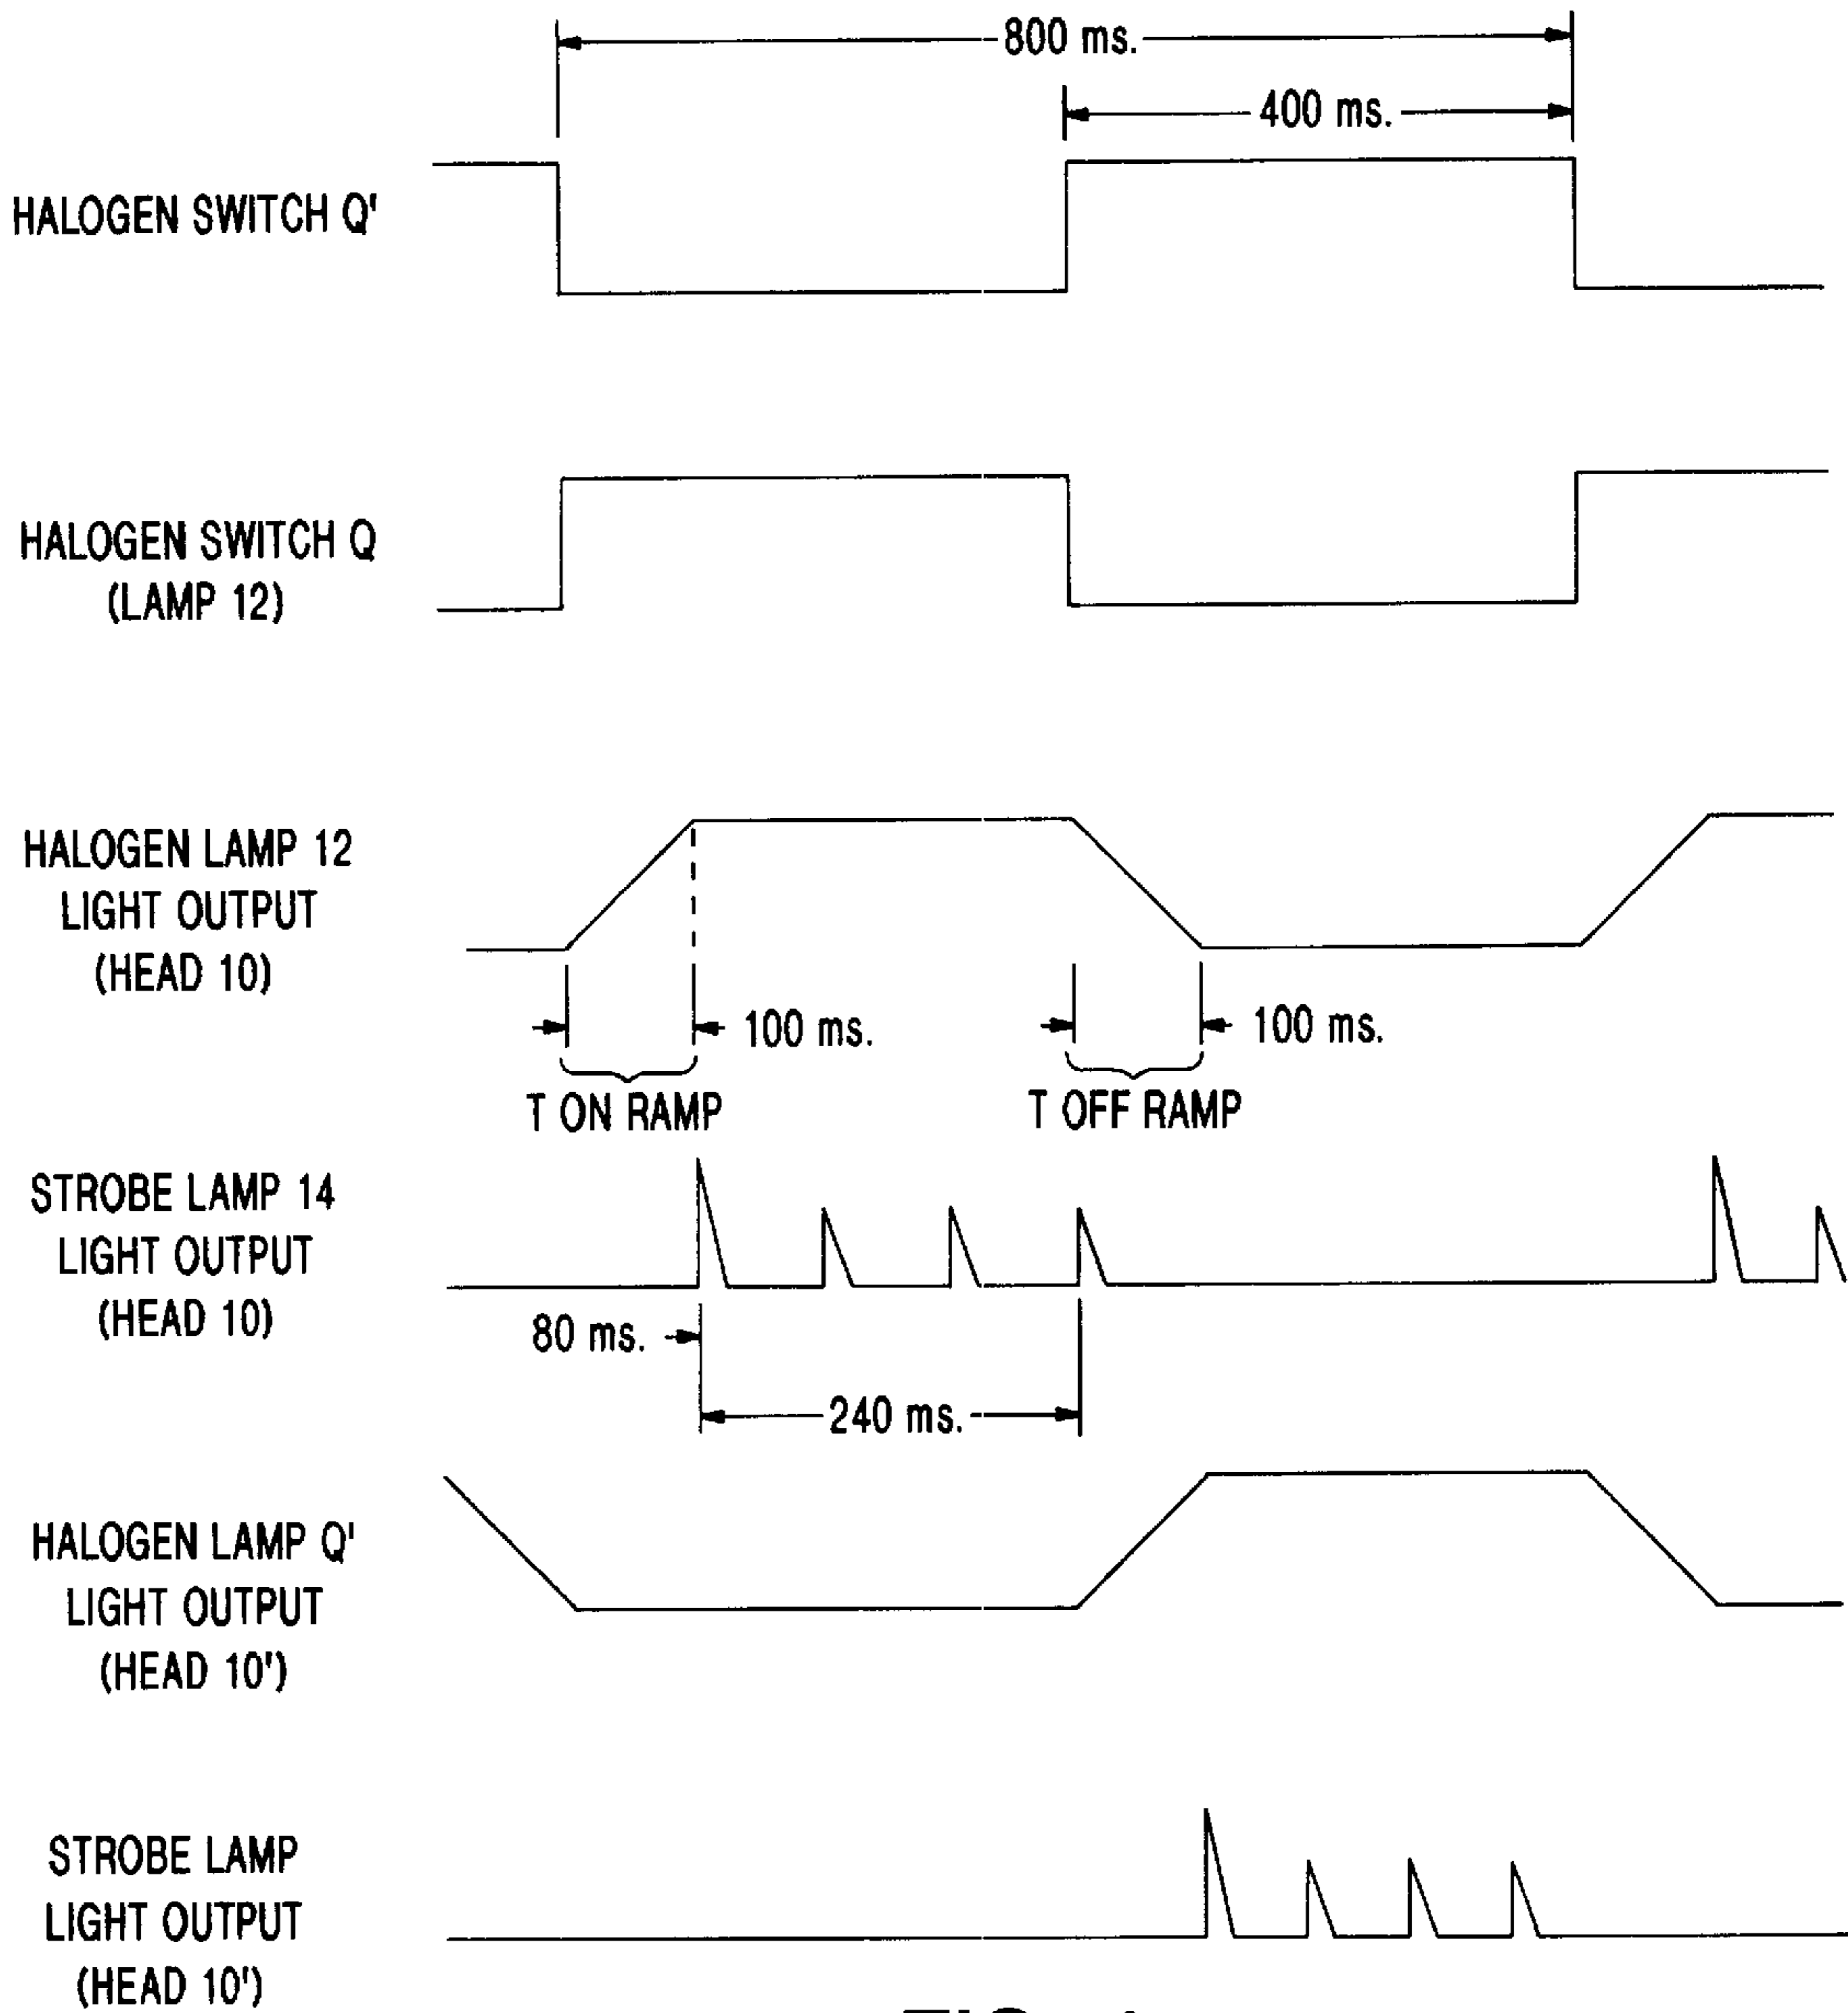 800 ms.
400 ms.
HALOGEN SWITCH Q'
HALOGEN SWITCH Q
(LAMP 12)
HALOGEN LAMP 12
LIGHT OUTPUT
(HEAD 10)
100 ms.
100 ms.
T ON RAMP
T OFF RAMP
STROBE LAMP 14
LIGHT OUTPUT
(HEAD 10)
80 ms.
240 ms.
HALOGEN LAMP Q'
LIGHT OUTPUT
(HEAD 10')
STROBE LAMP
LIGHT OUTPUT
(HEAD 10')